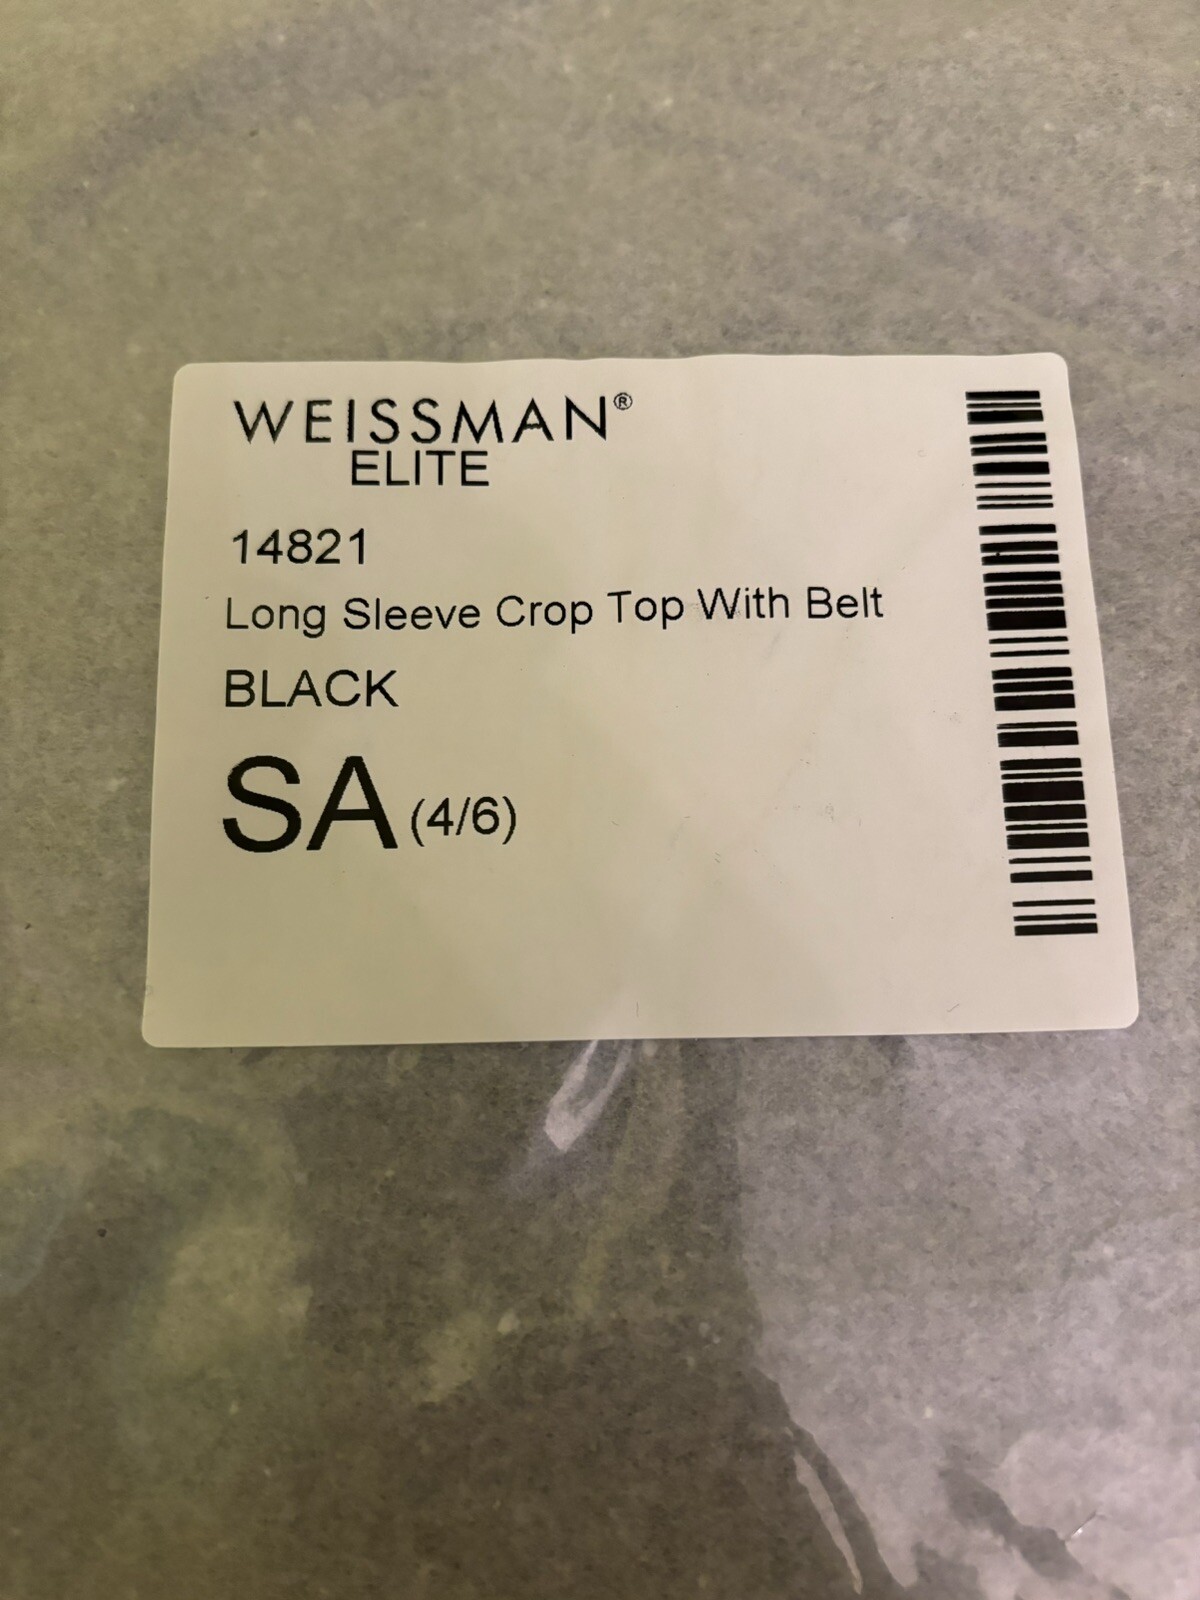 WEISSMAN®
ELITE
14821
Long Sleeve Crop Top With Belt
BLACK
SA (4/6)